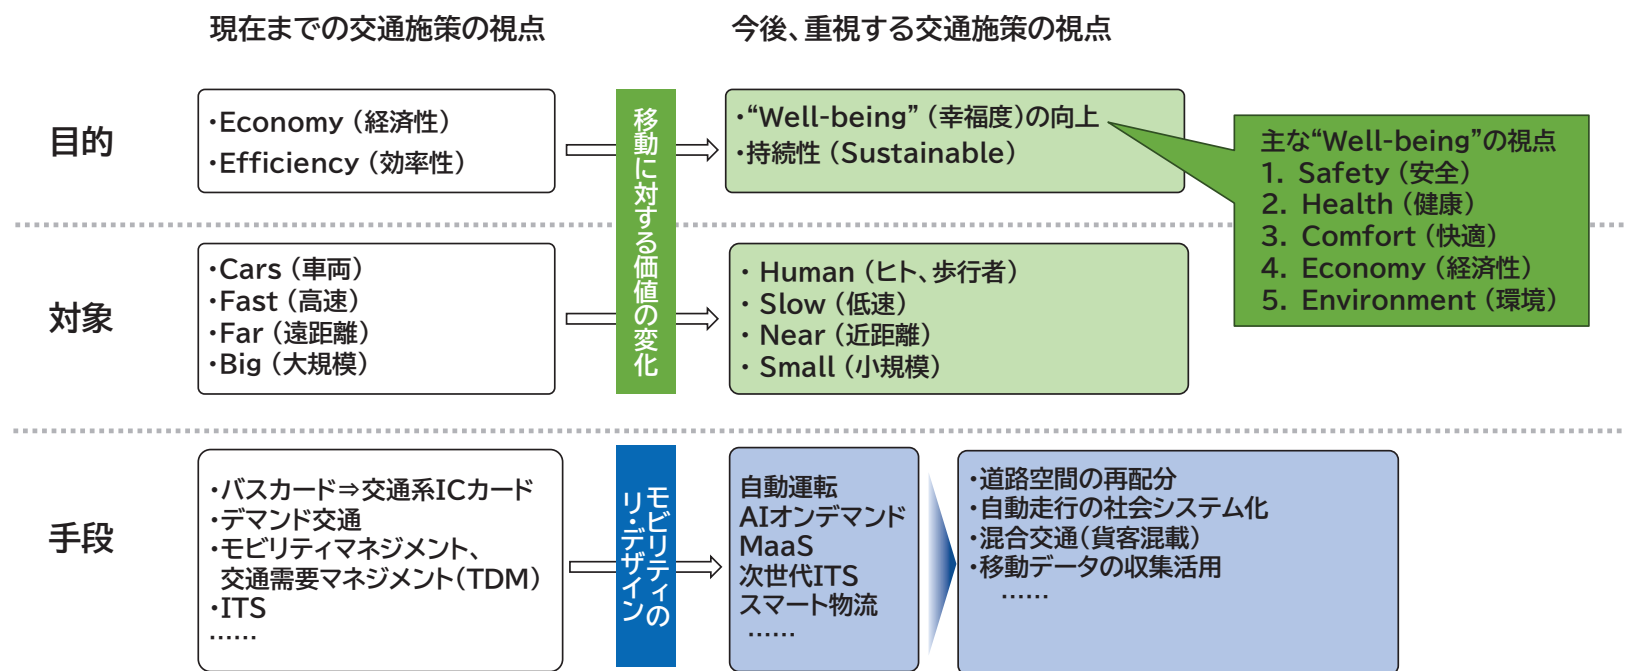 現在までの交通施策の視点
今後、重視する交通施策の視点
目的
・Economy（経済性）
・Efficiency（効率性）
移動に対する価値の変化
・“Well-being”（幸福度）の向上
・持続性（Sustainable）
主な“Well-being”の視点
1. Safety（安全）
2. Health（健康）
3. Comfort（快適）
4. Economy（経済性）
5. Environment（環境）
対象
・Cars（車両）
・Fast（高速）
・Far（遠距離）
・Big（大規模）
・Human（ヒト、歩行者）
・Slow（低速）
・Near（近距離）
・Small（小規模）
手段
・バスカード⇒交通系ICカード
・デマンド交通
・モビリティマネジメント、
交通需要マネジメント（TDM）
・ITS
……
モビリティの
リ・デザイン
自動運転
AIオンデマンド
MaaS
次世代ITS
スマート物流
……
・道路空間の再配分
・自動走行の社会システム化
・混合交通（貨客混載）
・移動データの収集活用
……